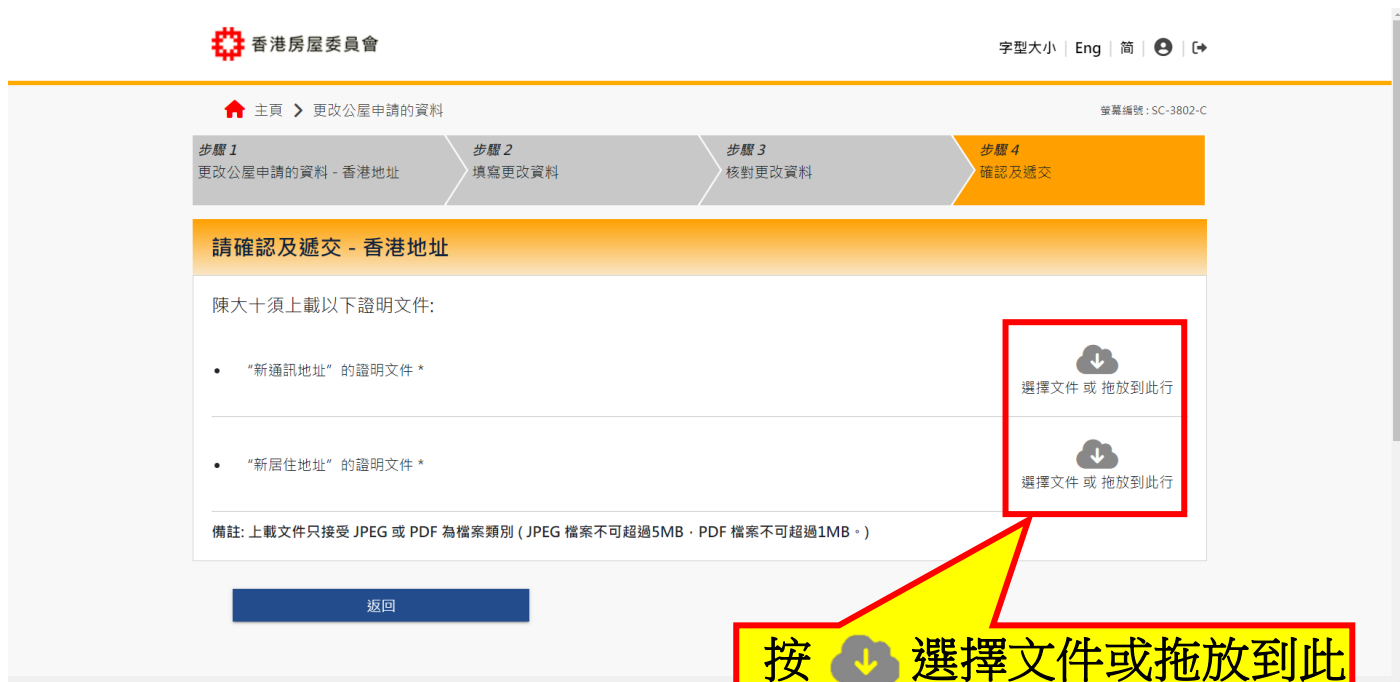 香港房屋委員會
字型大小 | Eng | 简
主頁 > 更改公屋申請的資料
螢幕編號 : SC-3802-C
步驟 1
更改公屋申請的資料 - 香港地址
步驟 2
填寫更改資料
步驟 3
核對更改資料
步驟 4
確認及遞交
請確認及遞交 - 香港地址
陳大十須上載以下證明文件:
• “新通訊地址”的證明文件 *
選擇文件 或 拖放到此行
• “新居住地址”的證明文件 *
選擇文件 或 拖放到此行
備註: 上載文件只接受 JPEG 或 PDF 為檔案類別 ( JPEG 檔案不可超過5MB，PDF 檔案不可超過1MB。)
返回
按 選擇文件或拖放到此